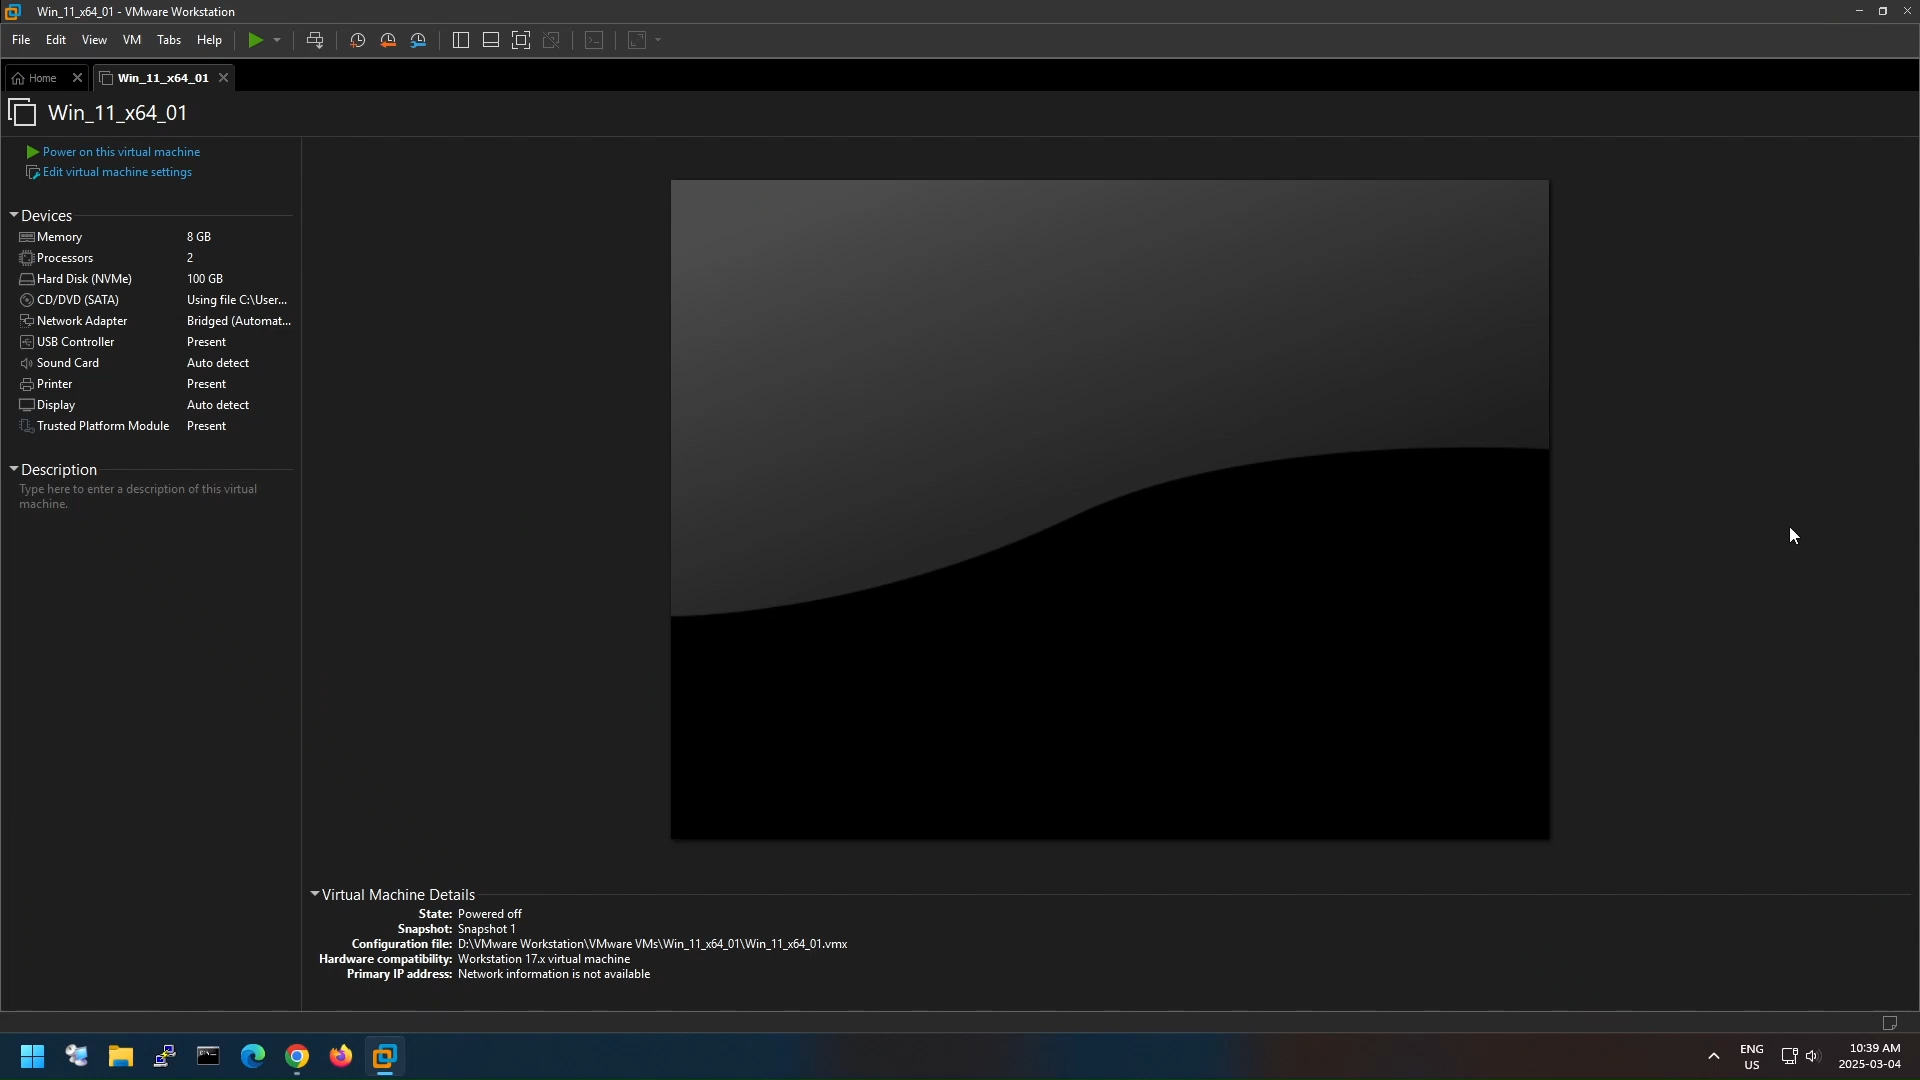 Win_11_x64_01 - VMware Workstation
File Edit View VM Tabs Help
Home Win_11_x64_01
Win_11_x64_01
Power on this virtual machine
Edit virtual machine settings
Devices
Memory 8 GB
Processors 2
Hard Disk (NVMe) 100 GB
CD/DVD (SATA) Using file C:\User...
Network Adapter Bridged (Automat...
USB Controller Present
Sound Card Auto detect
Printer Present
Display Auto detect
Trusted Platform Module Present
Description
Type here to enter a description of this virtual
machine.
Virtual Machine Details
State: Powered off
Snapshot: Snapshot 1
Configuration file: D:\VMware Workstation\VMware VMs\Win_11_x64_01\Win_11_x64_01.vmx
Hardware compatibility: Workstation 17.x virtual machine
Primary IP address: Network information is not available
ENG 10:39 AM
US 2025-03-04